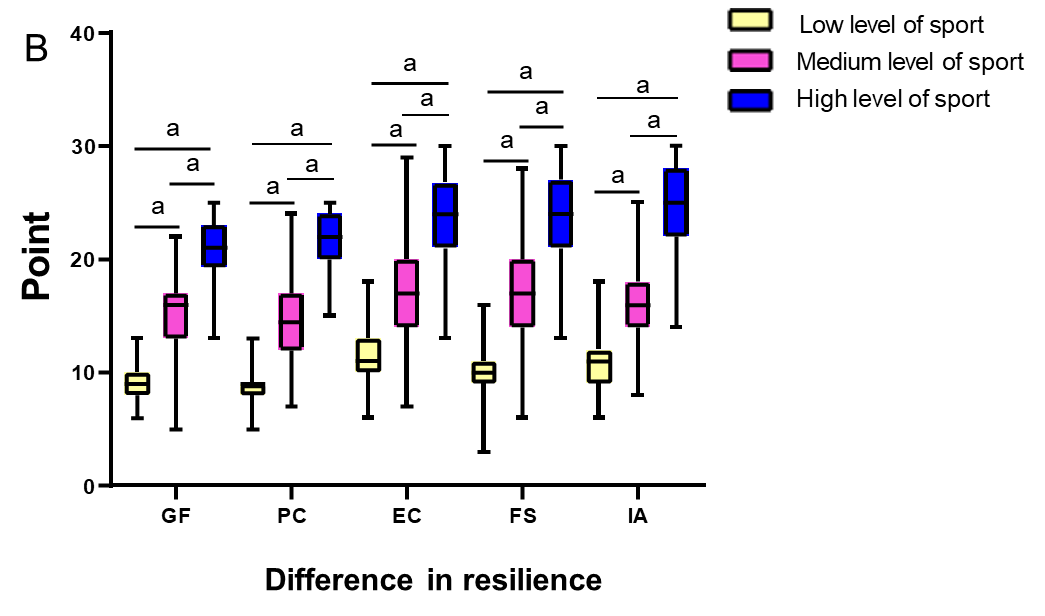 B
Low level of sport
Medium level of sport
High level of sport
40
30
20
10
0
Point
a a a
a a a
a a a
a a a
a a a
GF PC EC FS IA
Difference in resilience